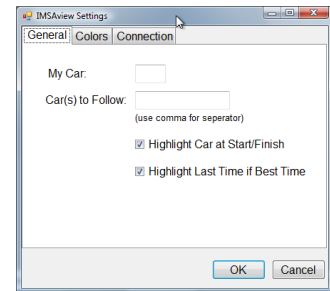 IMSAview Settings
General Colors Connection
My Car:
Car(s) to Follow:
(use comma for seperator)
Highlight Car at Start/Finish
Highlight Last Time if Best Time
OK Cancel